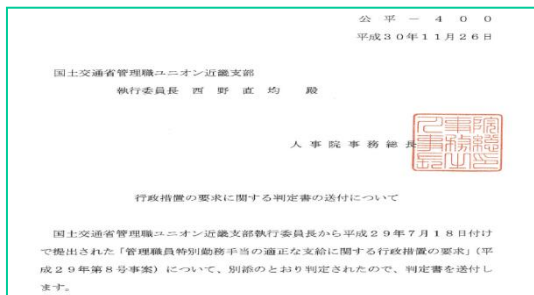 公平－４００
平成３０年１１月２６日
国土交通省管理職ユニオン近畿支部
執行委員長 西野直均 殿
人事院事務総長
行政措置の要求に関する判定書の送付について
国土交通省管理職ユニオン近畿支部執行委員長から平成２９年７月１８日付け
で提出された「管理職員特別勤務手当の適正な支給に関する行政措置の要求」（平
成２９年第８号事案）について、別添のとおり判定されたので、判定書を送付し
ます。